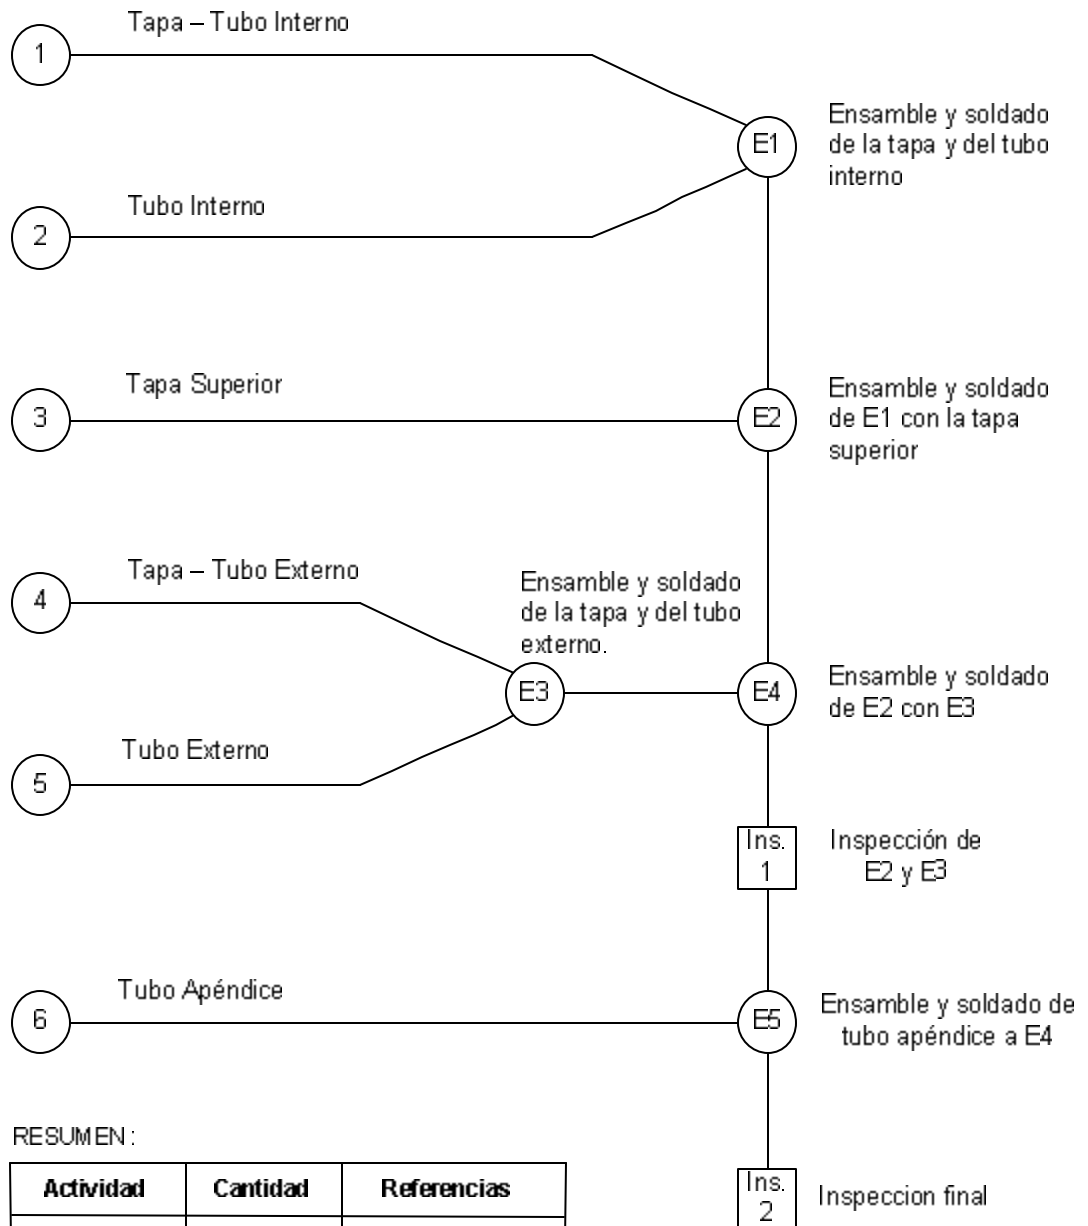 Tapa – Tubo Interno
1
E1
Ensamble y soldado
de la tapa y del tubo
interno
Tubo Interno
2
Tapa Superior
3
E2
Ensamble y soldado
de E1 con la tapa
superior
Tapa – Tubo Externo
4
Ensamble y soldado
de la tapa y del tubo
externo.
E3
E4
Ensamble y soldado
de E2 con E3
Tubo Externo
5
Ins.
1
Inspección de
E2 y E3
Tubo Apéndice
6
E5
Ensamble y soldado de
tubo apéndice a E4
RESUMEN:
Actividad Cantidad Referencias
Ins.
2
Inspeccion final